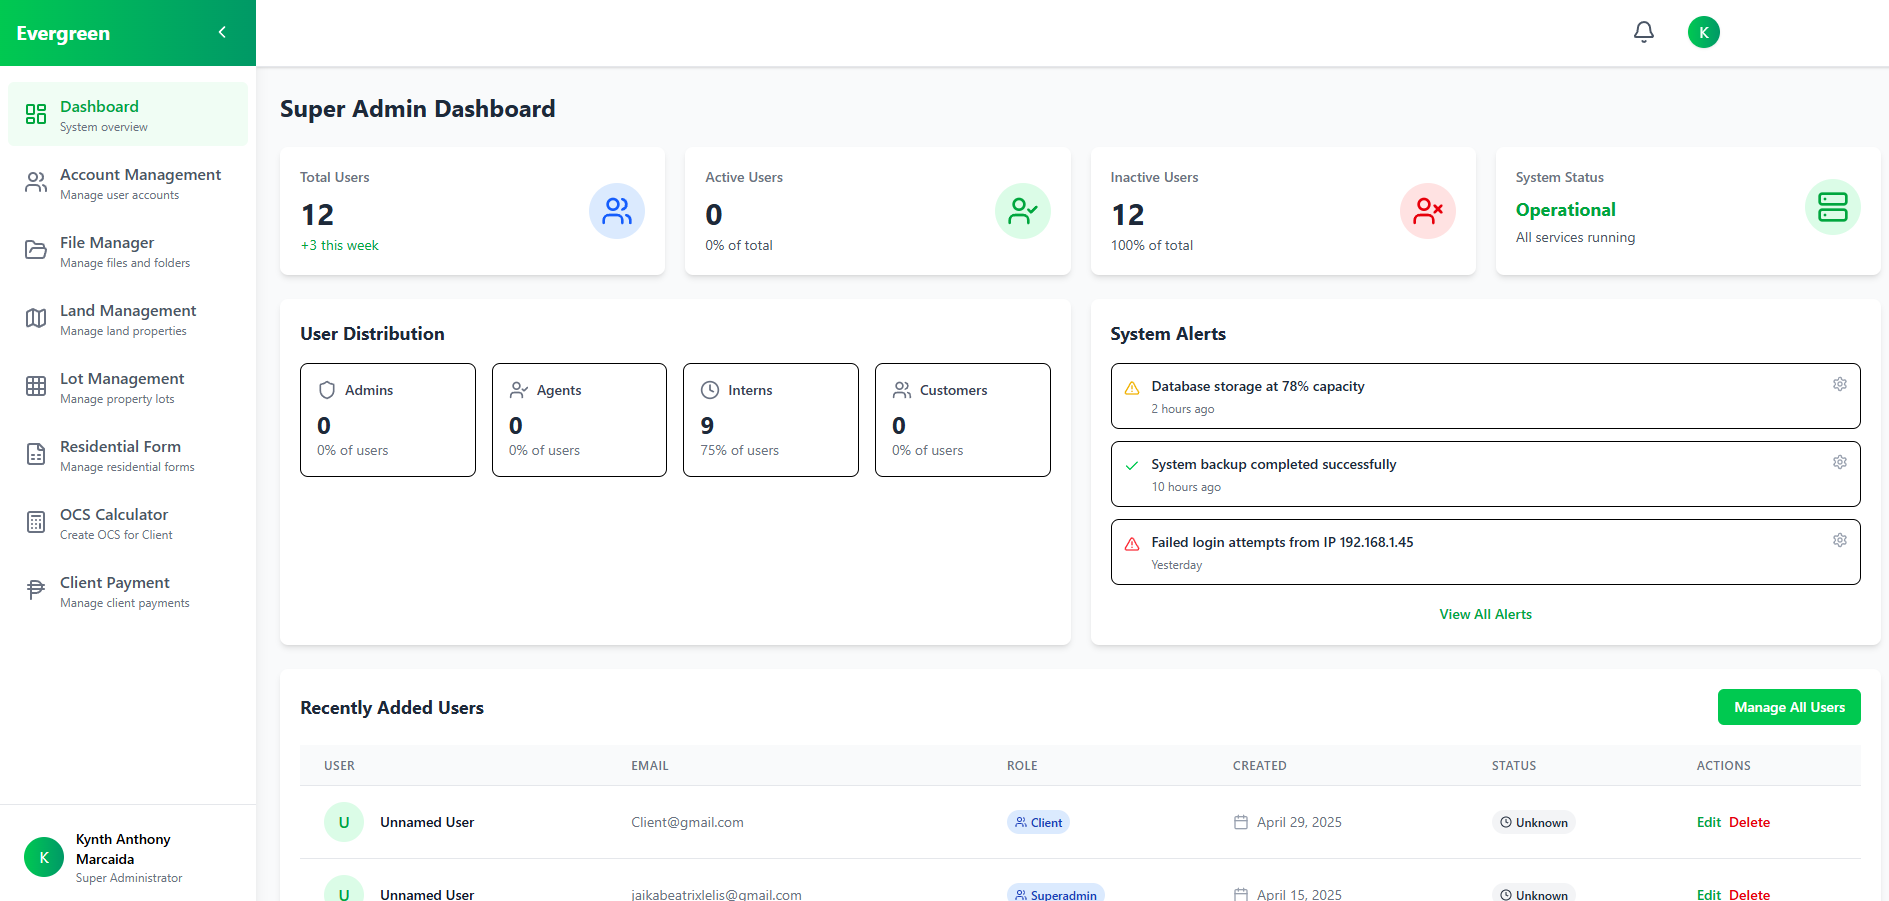 Evergreen
K
Dashboard
System overview
Account Management
Manage user accounts
File Manager
Manage files and folders
Land Management
Manage land properties
Lot Management
Manage property lots
Residential Form
Manage residential forms
OCS Calculator
Create OCS for Client
Client Payment
Manage client payments
K
Kynth Anthony
Marcaida
Super Administrator
Super Admin Dashboard
Total Users
12
+3 this week
Active Users
0
0% of total
Inactive Users
12
100% of total
System Status
Operational
All services running
User Distribution
Admins
0
0% of users
Agents
0
0% of users
Interns
9
75% of users
Customers
0
0% of users
System Alerts
Database storage at 78% capacity
2 hours ago
System backup completed successfully
10 hours ago
Failed login attempts from IP 192.168.1.45
Yesterday
View All Alerts
Recently Added Users
Manage All Users
USER EMAIL ROLE CREATED STATUS ACTIONS
U Unnamed User Client@gmail.com Client April 29, 2025 Unknown Edit Delete
U Unnamed User jaikabeatrixlelis@gmail.com Superadmin April 15, 2025 Unknown Edit Delete